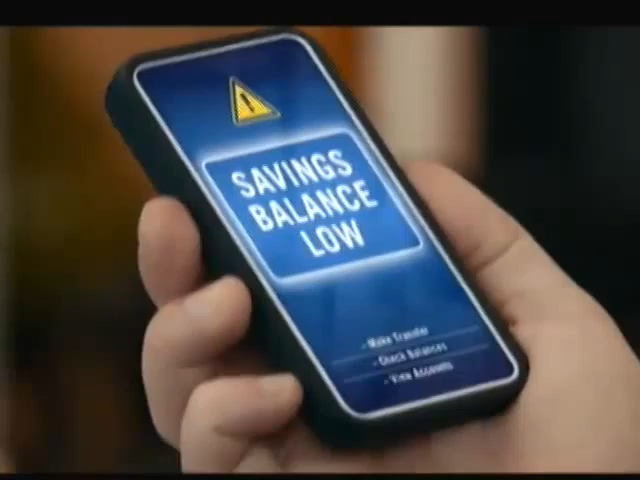 SAVINGS
BALANCE
LOW
- Make Transfer
- Check Balances
- View Accounts